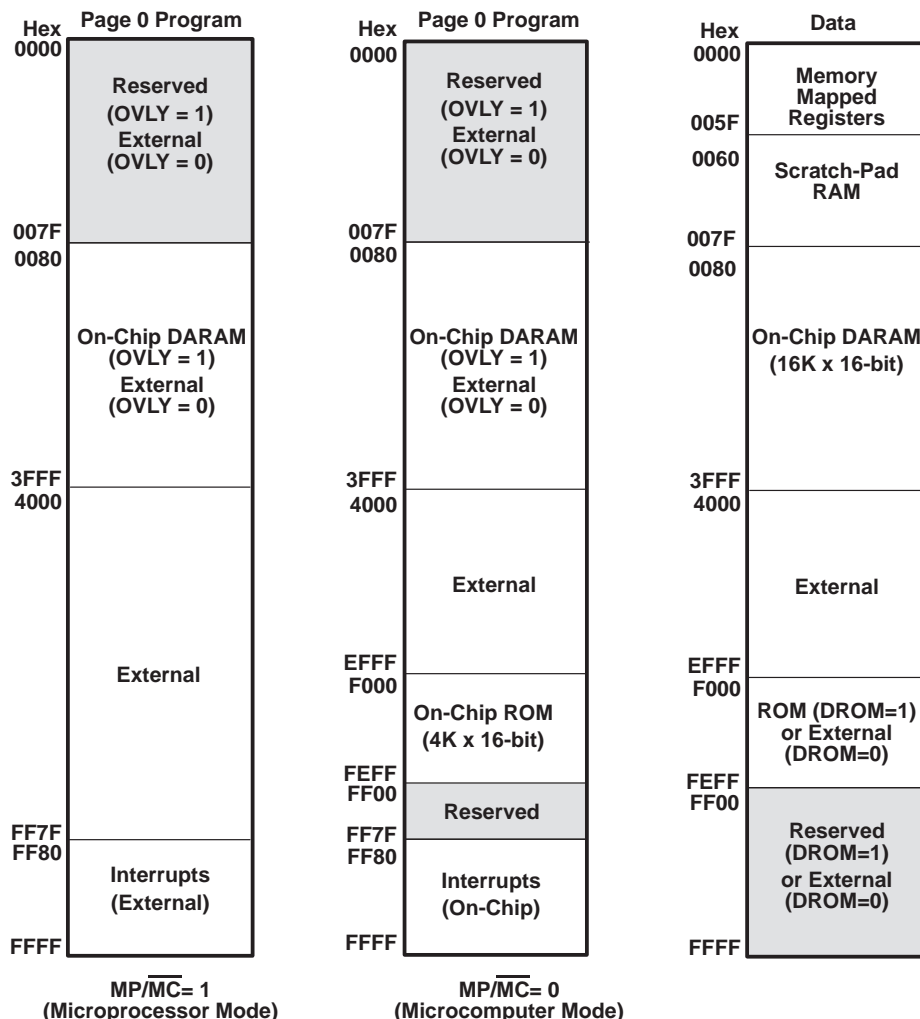 Hex
Page 0 Program
0000
Reserved
(OVLY = 1)
External
(OVLY = 0)
007F
0080
On-Chip DARAM
(OVLY = 1)
External
(OVLY = 0)
3FFF
4000
External
FF7F
FF80
Interrupts
(External)
FFFF
MP/M̅C̅= 1
(Microprocessor Mode)
Hex
Page 0 Program
0000
Reserved
(OVLY = 1)
External
(OVLY = 0)
007F
0080
On-Chip DARAM
(OVLY = 1)
External
(OVLY = 0)
3FFF
4000
External
EFFF
F000
On-Chip ROM
(4K x 16-bit)
FEFF
FF00
Reserved
FF7F
FF80
Interrupts
(On-Chip)
FFFF
MP/M̅C̅= 0
(Microcomputer Mode)
Hex
Data
0000
Memory
Mapped
Registers
005F
0060
Scratch-Pad
RAM
007F
0080
On-Chip DARAM
(16K x 16-bit)
3FFF
4000
External
EFFF
F000
ROM (DROM=1)
or External
(DROM=0)
FEFF
FF00
Reserved
(DROM=1)
or External
(DROM=0)
FFFF